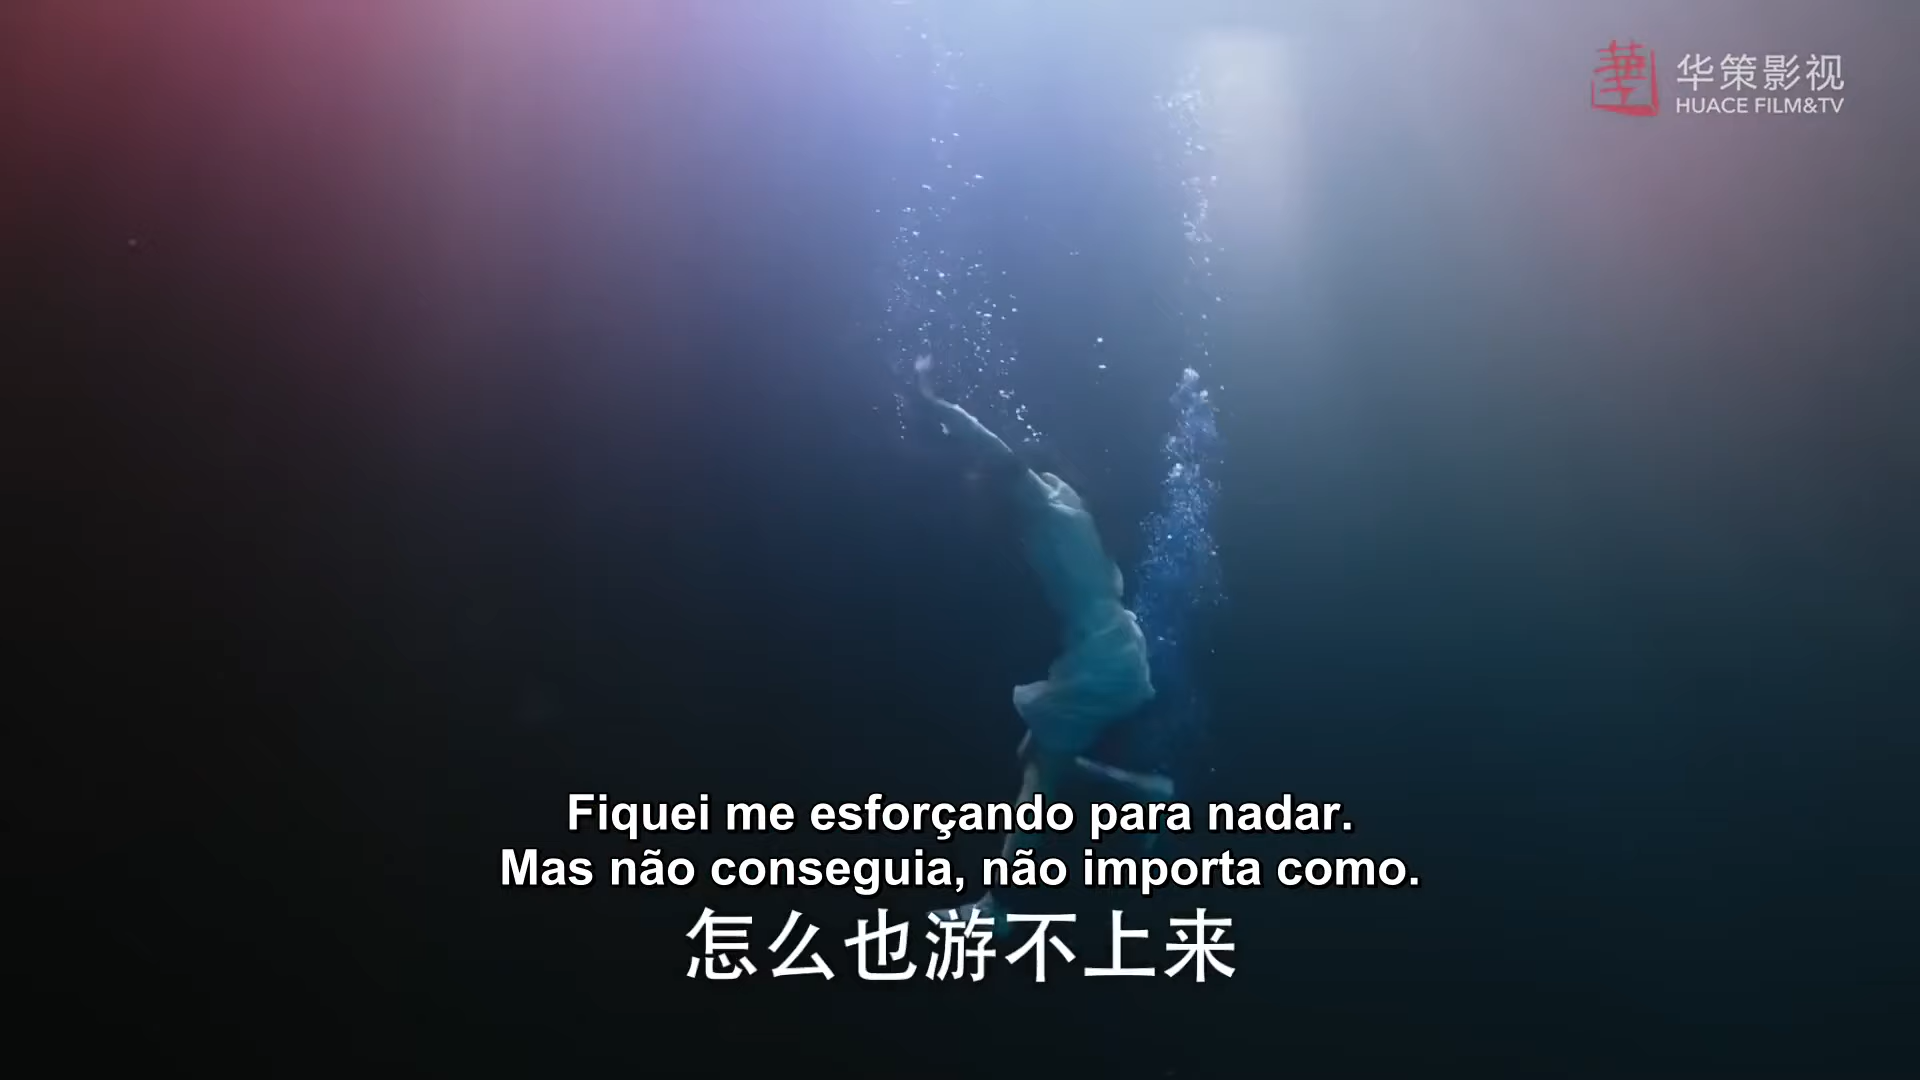 华策影视
HUACE FILM&TV
Fiquei me esforçando para nadar.
Mas não conseguia, não importa como.
怎么也游不上来